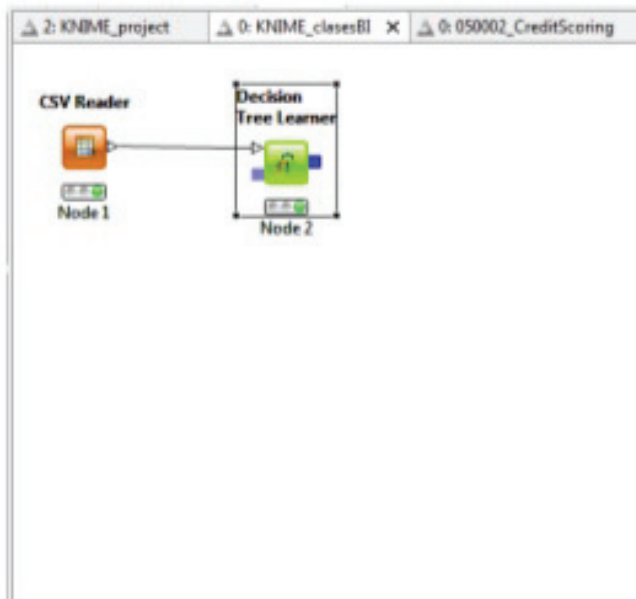 2: KNIME_project
0: KNIME_clasesBI
0: 050002_CreditScoring
CSV Reader
Decision
Tree Learner
Node 1
Node 2